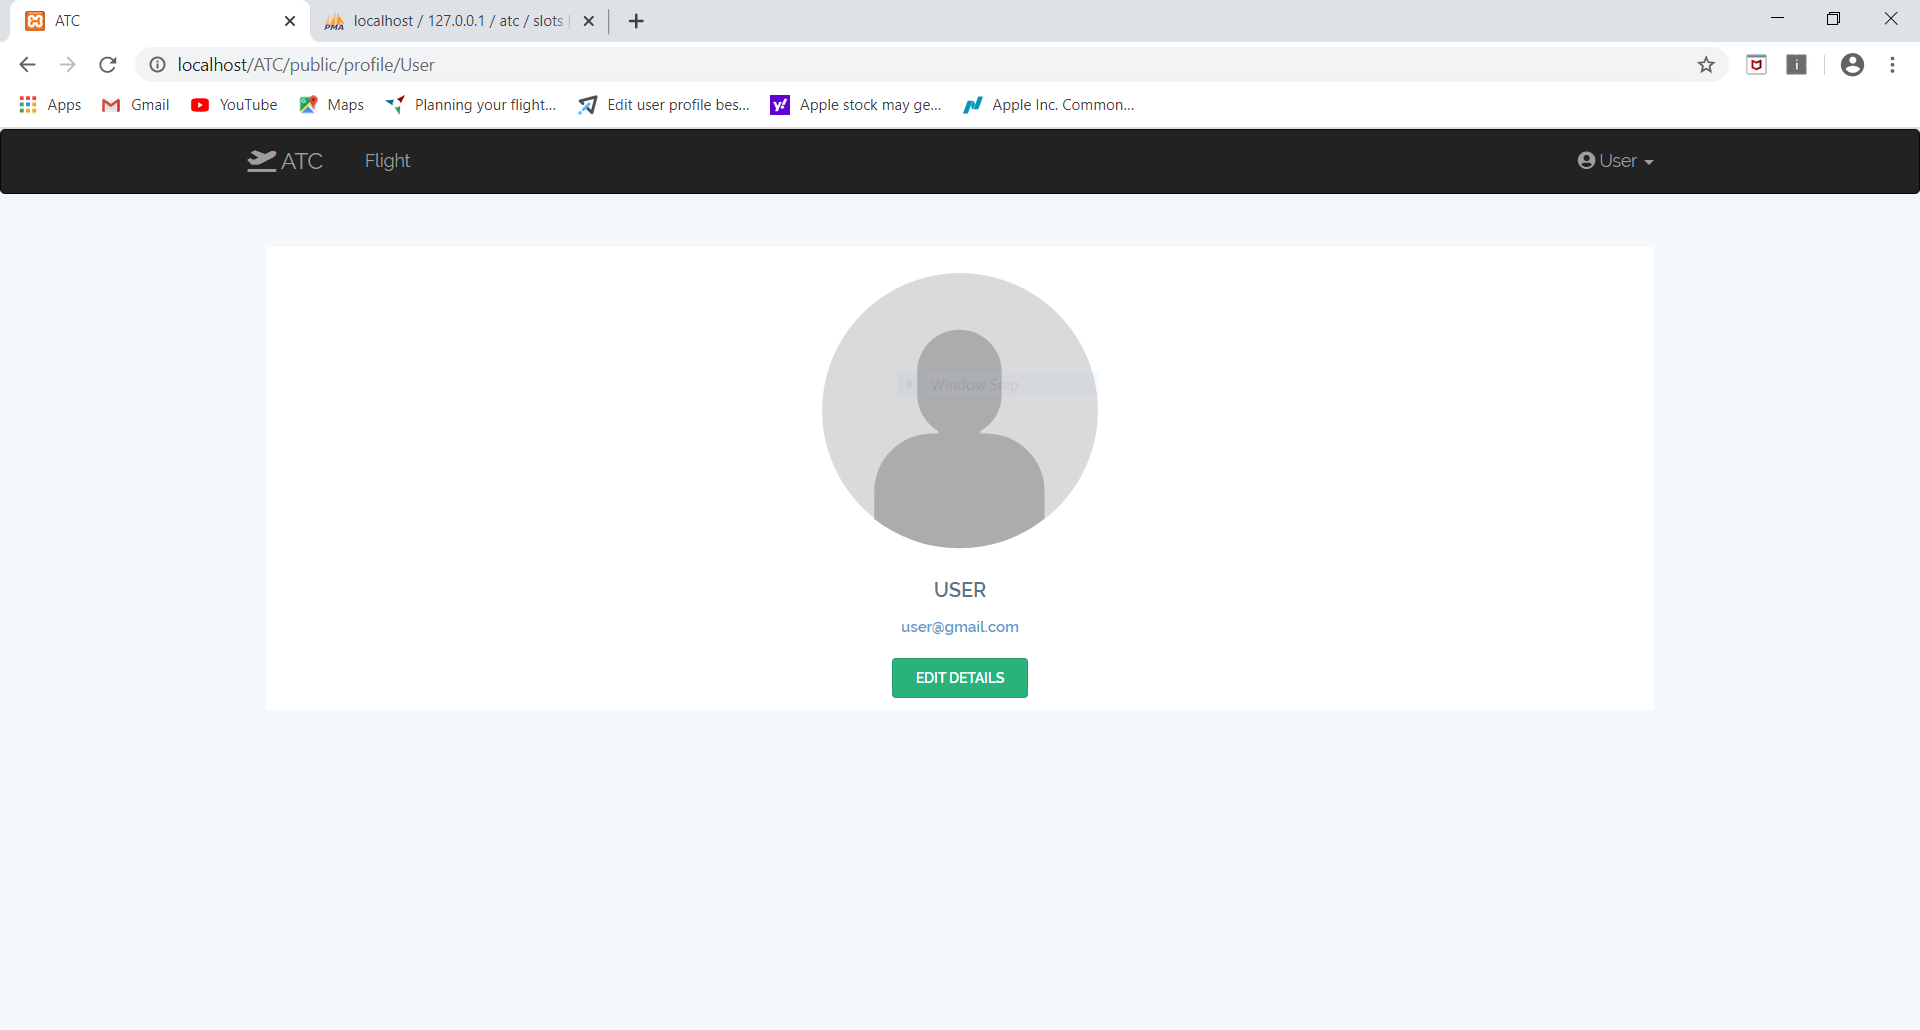 ATC
localhost / 127.0.0.1 / atc / slots
localhost/ATC/public/profile/User
Apps Gmail YouTube Maps Planning your flight... Edit user profile bes... Apple stock may ge... Apple Inc. Common...
ATC Flight User
Window Snip
USER
user@gmail.com
EDIT DETAILS